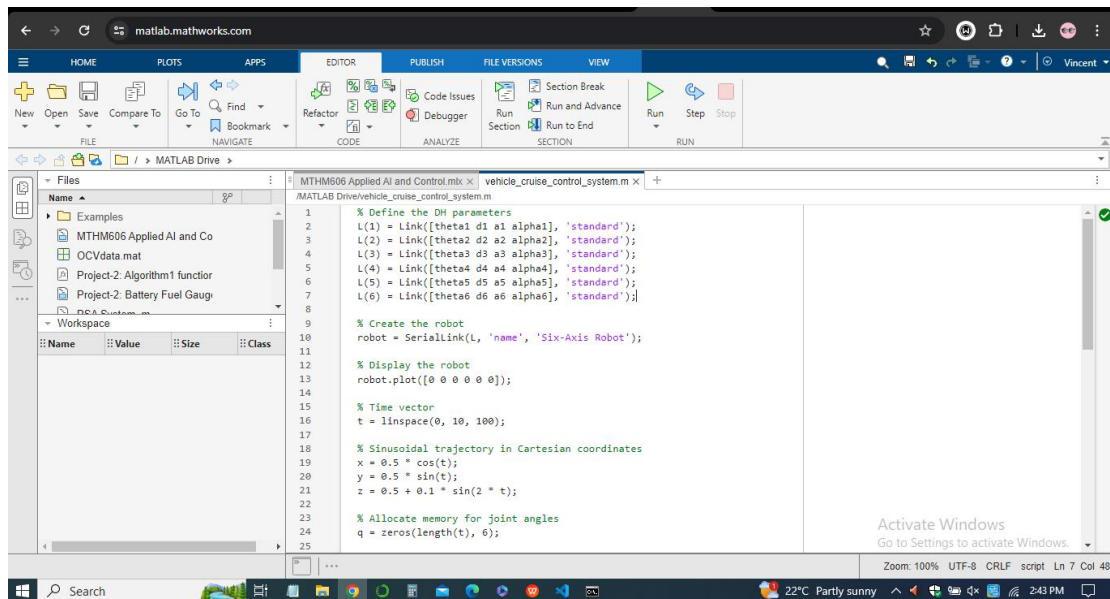 matlab.mathworks.com
HOME PLOTS APPS EDITOR PUBLISH FILE VERSIONS VIEW Vincent
New Open Save Compare To Go To Find Bookmark Refactor Code Issues Debugger Run Section Section Break Run and Advance Run to End Run Step Stop
FILE NAVIGATE CODE ANALYZE SECTION RUN
/ > MATLAB Drive >
Files
Name
Examples
MTHM606 Applied AI and Co
OCVdata.mat
Project-2: Algorithm1 function
Project-2: Battery Fuel Gauge
Workspace
Name Value Size Class
MTHM606 Applied AI and Control.mlx × vehicle_cruise_control_system.m × +
/MATLAB Drive/vehicle_cruise_control_system.m
1 % Define the DH parameters
2 L(1) = Link([theta1 d1 a1 alpha1], 'standard');
3 L(2) = Link([theta2 d2 a2 alpha2], 'standard');
4 L(3) = Link([theta3 d3 a3 alpha3], 'standard');
5 L(4) = Link([theta4 d4 a4 alpha4], 'standard');
6 L(5) = Link([theta5 d5 a5 alpha5], 'standard');
7 L(6) = Link([theta6 d6 a6 alpha6], 'standard');
8
9 % Create the robot
10 robot = SerialLink(L, 'name', 'Six-Axis Robot');
11
12 % Display the robot
13 robot.plot([0 0 0 0 0 0]);
14
15 % Time vector
16 t = linspace(0, 10, 100);
17
18 % Sinusoidal trajectory in Cartesian coordinates
19 x = 0.5 * cos(t);
20 y = 0.5 * sin(t);
21 z = 0.5 + 0.1 * sin(2 * t);
22
23 % Allocate memory for joint angles
24 q = zeros(length(t), 6);
25
Activate Windows
Go to Settings to activate Windows.
Zoom: 100% UTF-8 CRLF script Ln 7 Col 48
Search 22°C Partly sunny 2:43 PM